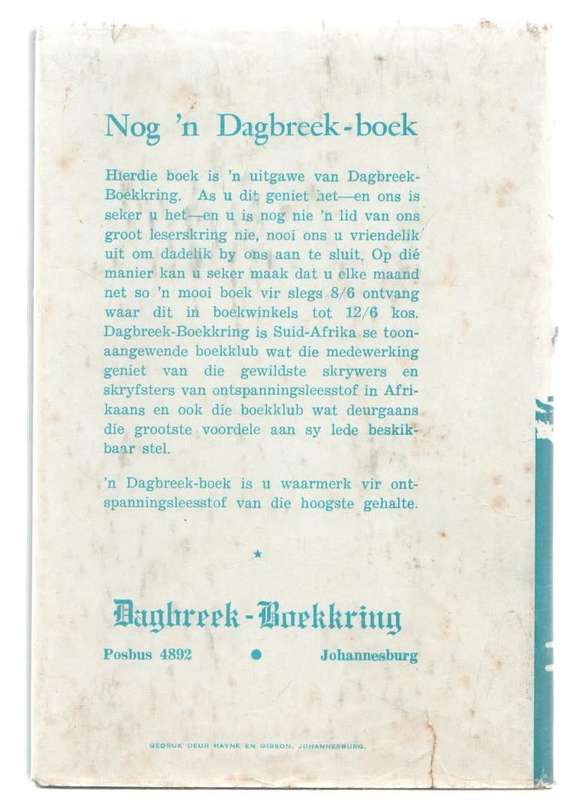 Nog 'n Dagbreek-boek
Hierdie boek is 'n uitgawe van Dagbreek-
Boekkring. As u dit geniet het—en ons is
seker u het—en u is nog nie 'n lid van ons
groot leserskring nie, nooi ons u vriendelik
uit om dadelik by ons aan te sluit. Op dié
manier kan u seker maak dat u elke maand
net so 'n mooi boek vir slegs 8/6 ontvang
waar dit in boekwinkels tot 12/6 kos.
Dagbreek-Boekkring is Suid-Afrika se toon-
aangewende boekklub wat die medewerking
geniet van die gewildste skrywers en
skryfsters van ontspanningsleesstof in Afri-
kaans en ook die boekklub wat deurgaans
die grootste voordele aan sy lede beskik-
baar stel.
'n Dagbreek-boek is u waarmerk vir ont-
spanningsleesstof van die hoogste gehalte.
Dagbreek-Boekkring
Posbus 4892 ● Johannesburg
GEDRUK DEUR HAYNE EN GIBSON, JOHANNESBURG.